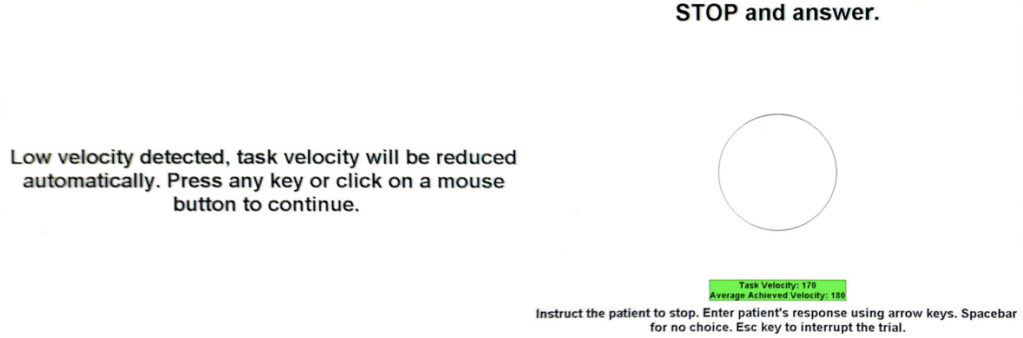 Low velocity detected, task velocity will be reduced
automatically. Press any key or click on a mouse
button to continue.
STOP and answer.
Task Velocity: 170
Average Achieved Velocity: 180
Instruct the patient to stop. Enter patient's response using arrow keys. Spacebar
for no choice. Esc key to interrupt the trial.